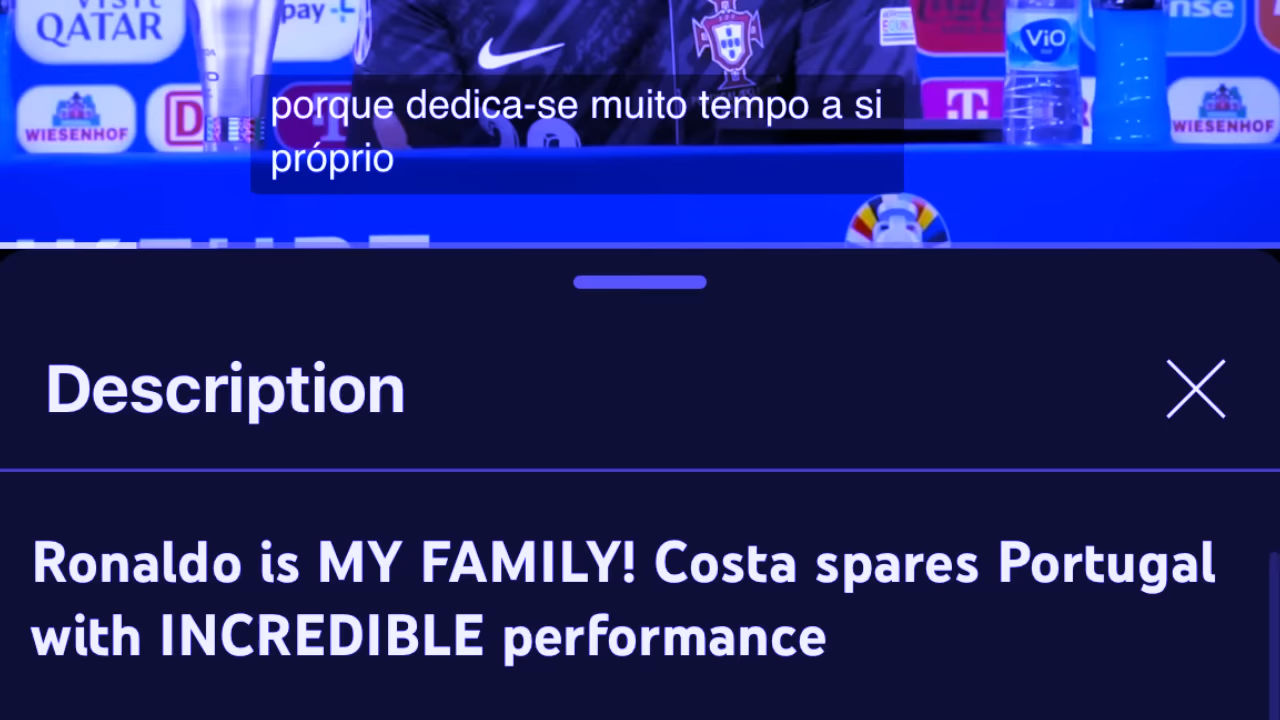 VISIT
QATAR
pay
nse
ViO
WIESENHOF
D
T
T
WIESENHOF
porque dedica-se muito tempo a si
próprio
Description
Ronaldo is MY FAMILY! Costa spares Portugal
with INCREDIBLE performance